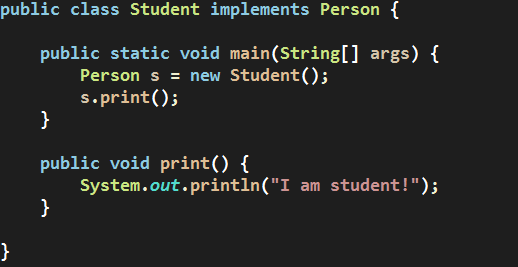 public class Student implements Person {
public static void main(String[] args) {
Person s = new Student();
s.print();
}
public void print() {
System.out.println("I am student!");
}
}